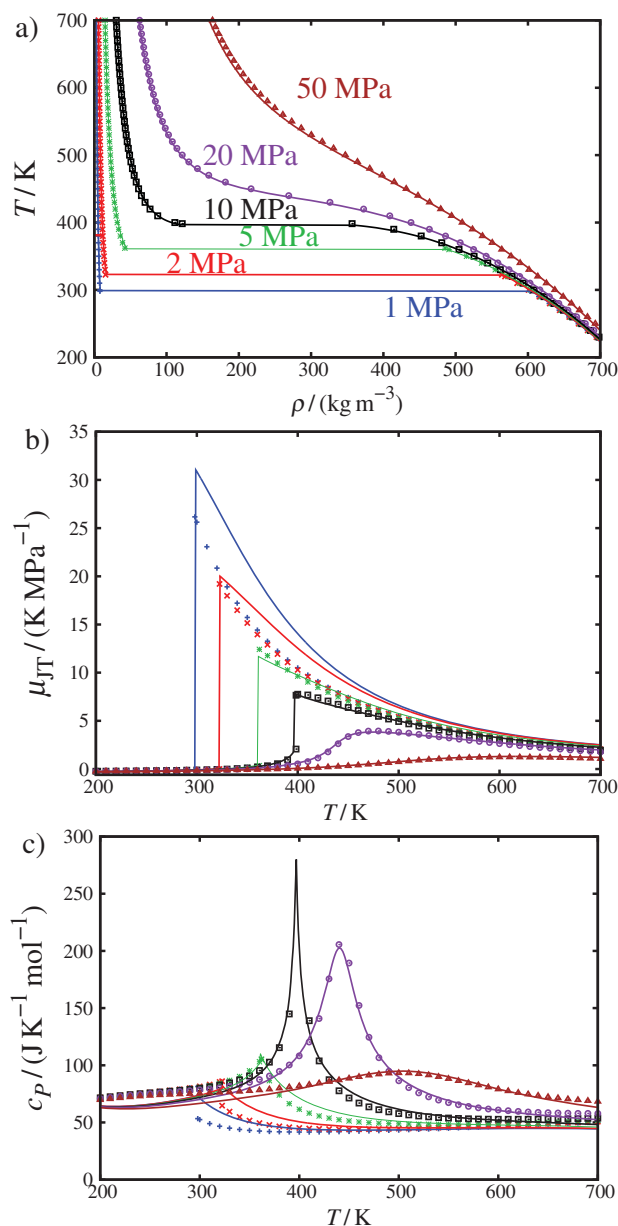 a)
700
600
500
400
300
200
T / K
50 MPa
20 MPa
10 MPa
5 MPa
2 MPa
1 MPa
0 100 200 300 400 500 600 700
ρ / (kg m⁻³)
b)
35
30
25
20
15
10
5
0
μJT / (K MPa⁻¹)
200 300 400 500 600 700
T / K
c)
300
250
200
150
100
50
0
cP / (J K⁻¹ mol⁻¹)
200 300 400 500 600 700
T / K